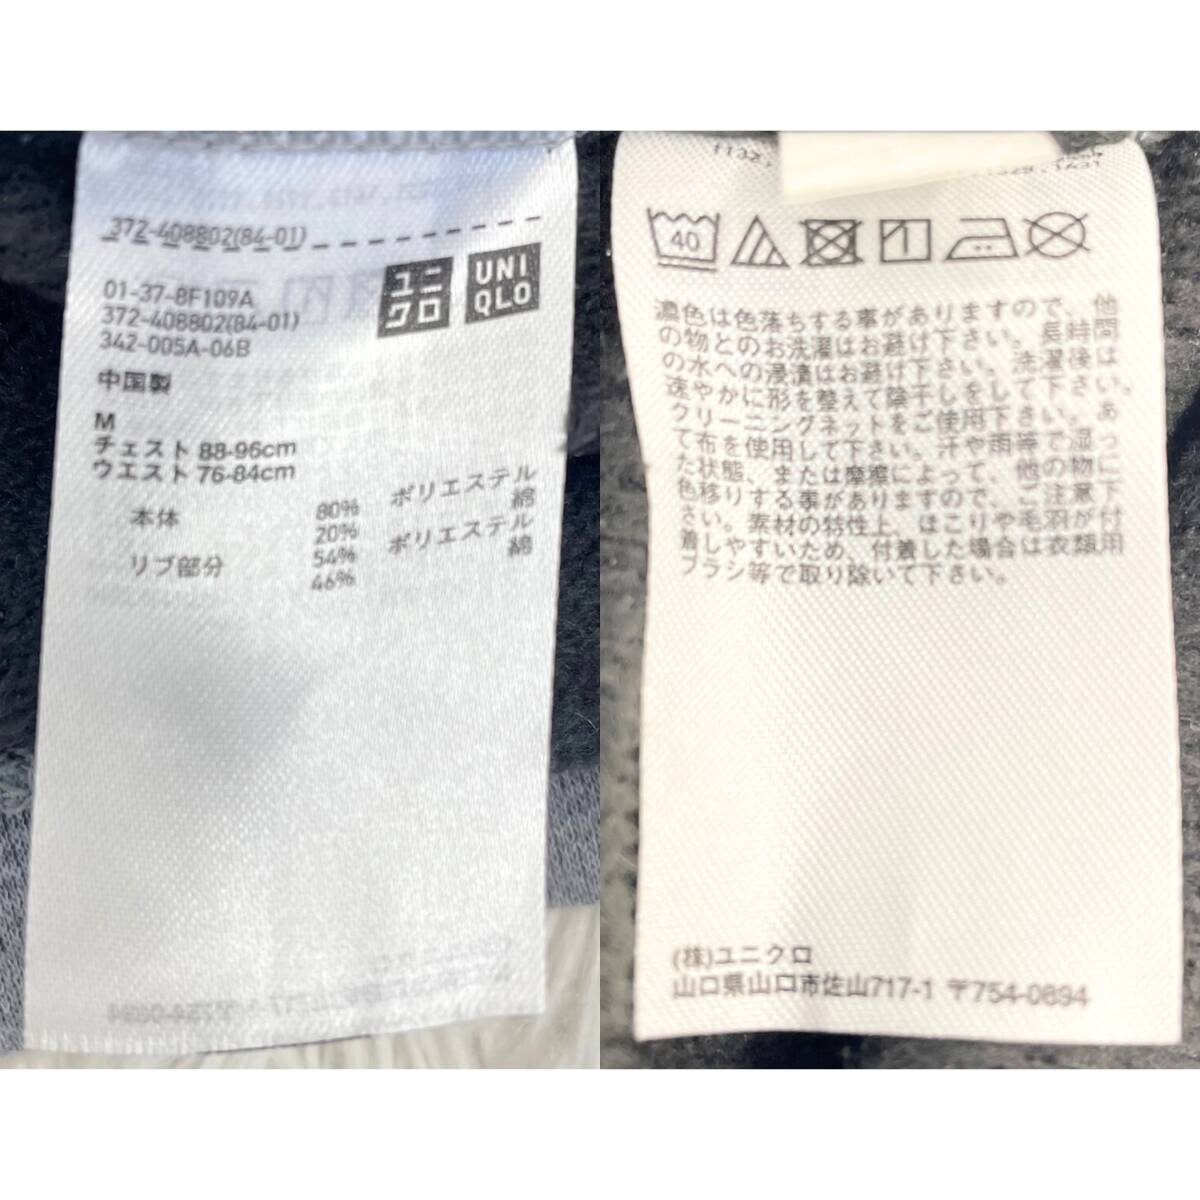 372-408802(84-01)
ユニクロ
UNIQLO
01-37-8F109A
372-408802(84-01)
342-005A-06B
中国製
M
チェスト 88-96cm
ウエスト 76-84cm
本体 80% ポリエステル
20% 綿
リブ部分 54% ポリエステル
46% 綿
40
濃色は色落ちする事がありますので、他
の物とのお洗濯はお避け下さい。長時間
の水への浸漬はお避け下さい。洗濯後は
速やかに形を整えて陰干しをして下さい。
クリーニングネットをご使用下さい。あ
て布を使用して下さい。汗や雨等で湿っ
た状態、または摩擦によって、他の物に
色移りする事がありますので、ご注意下
さい。素材の特性上、ほこりや毛羽が付
着しやすいため、付着した場合は衣類用
ブラシ等で取り除いて下さい。
(株)ユニクロ
山口県山口市佐山717-1 〒754-0894